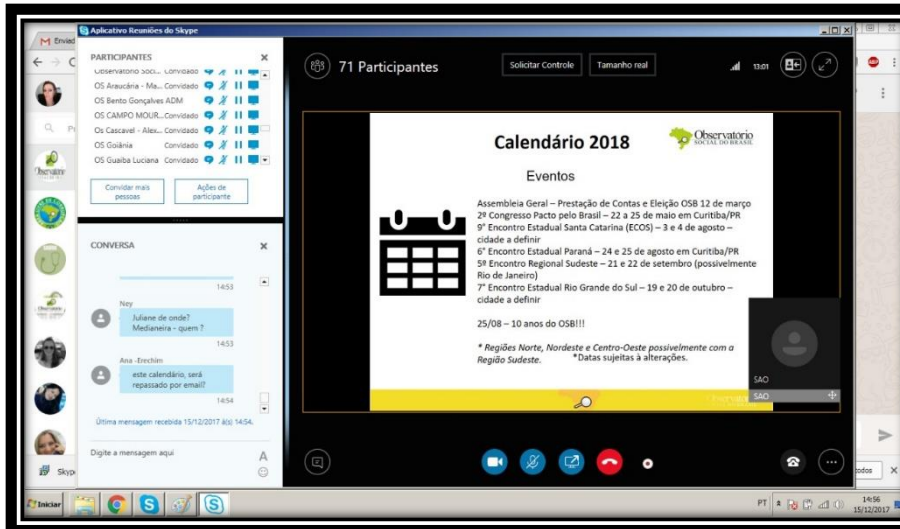 Enviad
Aplicativo Reuniões do Skype
PARTICIPANTES
Observatório Soci... Convidado
OS Araucária - Ma... Convidado
OS Bento Gonçalves ADM
OS CAMPO MOUR... Convidado
Os Cascavel - Alex... Convidado
OS Goiânia Convidado
OS Guaiba Luciana Convidado
Convidar mais
pessoas
Ações de
participante
CONVERSA
14:53
Ney
Juliane de onde?
Medianeira - quem ?
14:53
Ana -Erechim
este calendário, será
repassado por email?
14:54
Última mensagem recebida 15/12/2017 à(s) 14:54.
Digite a mensagem aqui
A
71 Participantes
Solicitar Controle
Tamanho real
13:01
Calendário 2018
Observatório
SOCIAL DO BRASIL
Eventos
Assembleia Geral – Prestação de Contas e Eleição OSB 12 de março
2º Congresso Pacto pelo Brasil – 22 a 25 de maio em Curitiba/PR
9° Encontro Estadual Santa Catarina (ECOS) – 3 e 4 de agosto –
cidade a definir
6° Encontro Estadual Paraná – 24 e 25 de agosto em Curitiba/PR
5º Encontro Regional Sudeste – 21 e 22 de setembro (possivelmente
Rio de Janeiro)
7° Encontro Estadual Rio Grande do Sul – 19 e 20 de outubro –
cidade a definir
25/08 – 10 anos do OSB!!!
* Regiões Norte, Nordeste e Centro-Oeste possivelmente com a
Região Sudeste. *Datas sujeitas à alterações.
SAO
SAO
Skyp
todos
Iniciar
PT
14:56
15/12/2017